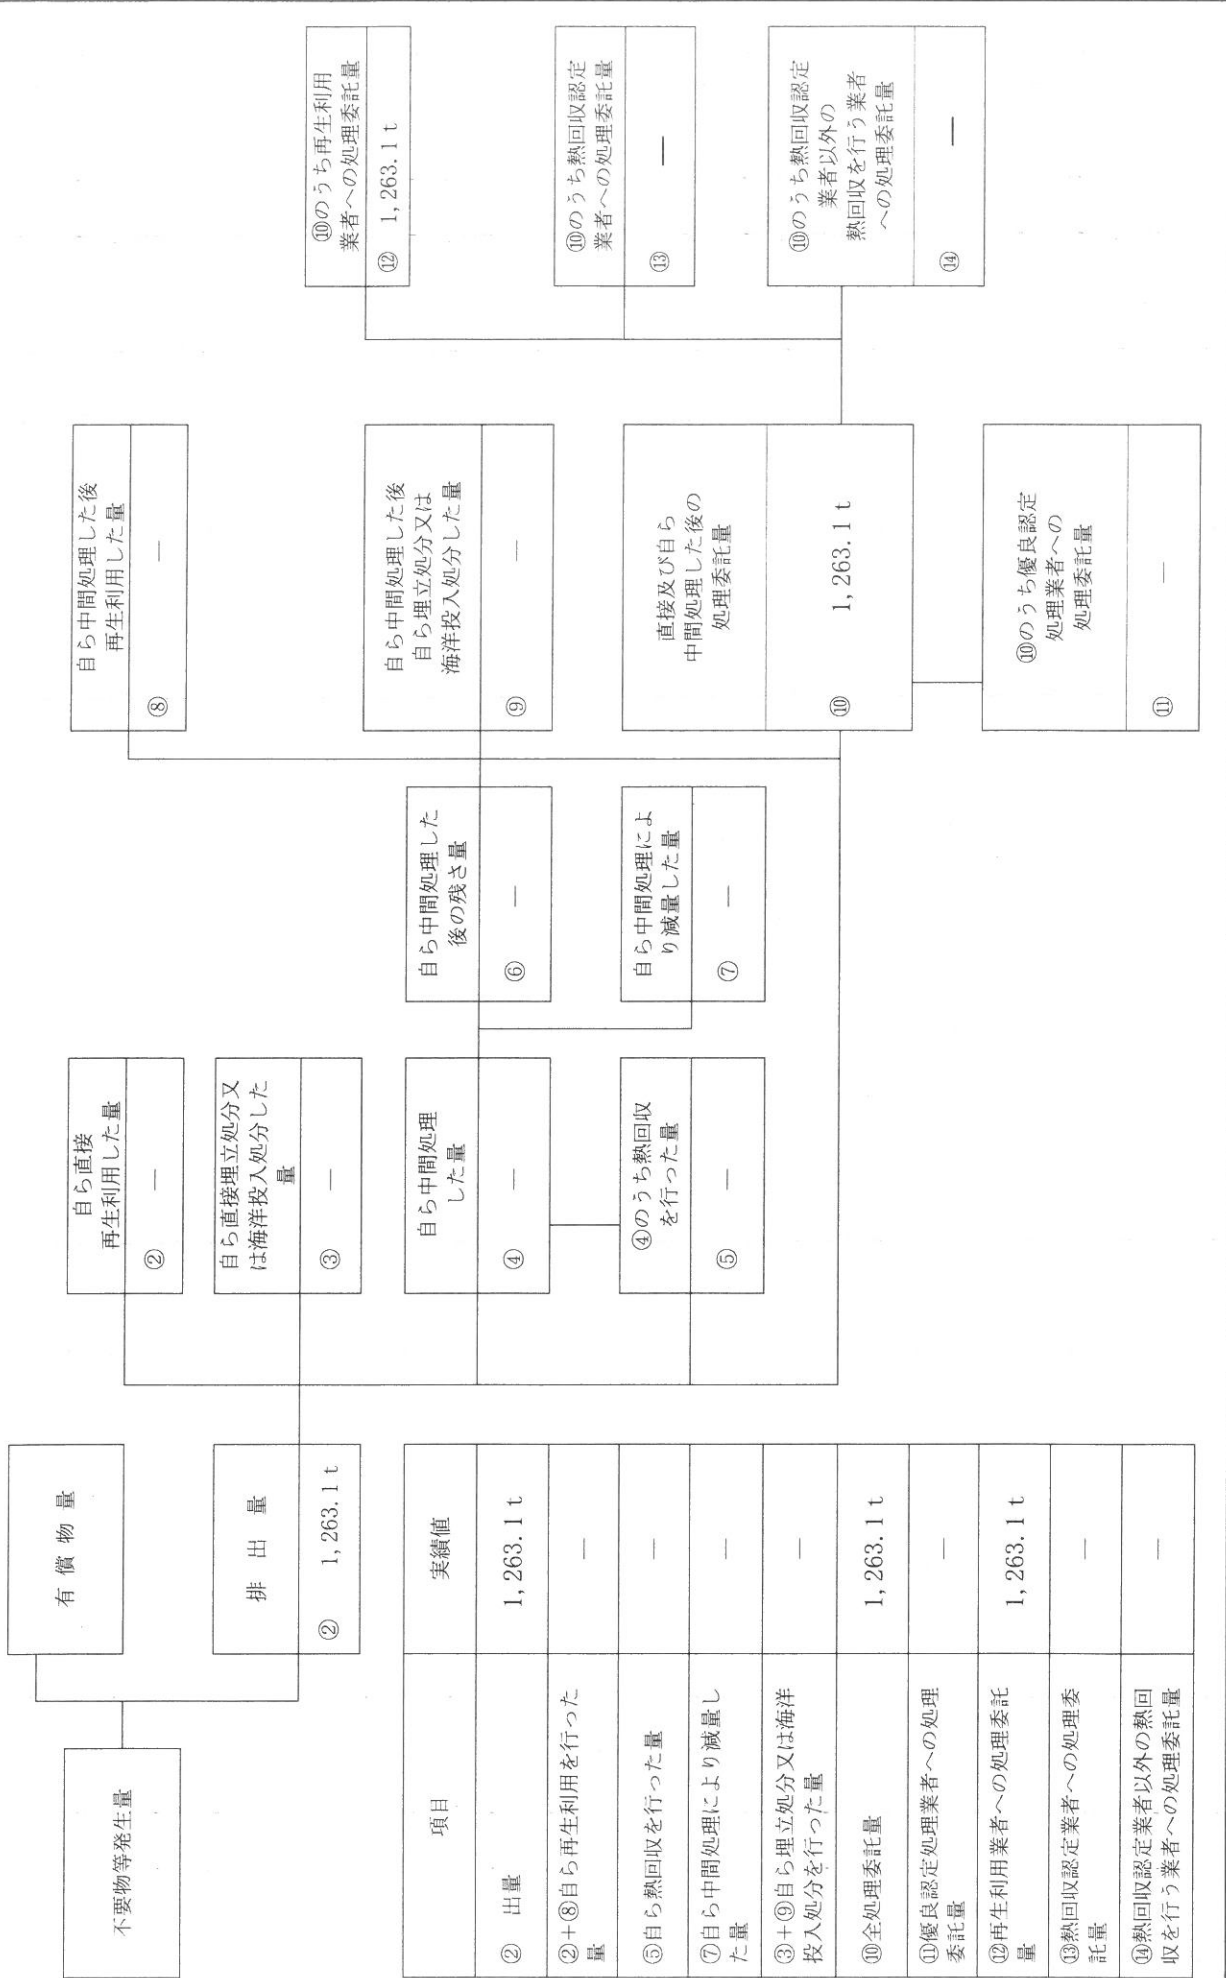 不要物等発生量
有 償 物 量
排 出 量
② 1,263.1 t
自ら直接
再生利用した量
② －
自ら直接埋立処分又
は海洋投入処分した
量
③ －
自ら中間処理
した量
④ －
④のうち熱回収
を行った量
⑤ －
自ら中間処理した
後の残さ量
⑥ －
自ら中間処理によ
り減量した量
⑦ －
自ら中間処理した後
再生利用した量
⑧ －
自ら中間処理した後
自ら埋立処分又は
海洋投入処分した量
⑨ －
直接及び自ら
中間処理した後の
処理委託量
⑩ 1,263.1 t
⑩のうち優良認定
処理業者への
処理委託量
⑪ －
⑩のうち再生利用
業者への処理委託量
⑫ 1,263.1 t
⑩のうち熱回収認定
業者への処理委託量
⑬ －
⑩のうち熱回収認定
業者以外の
熱回収を行う業者
への処理委託量
⑭ －
項目 実績値
② 出量 1,263.1 t
②+⑧自ら再生利用を行った
量 －
⑤自ら熱回収を行った量 －
⑦自ら中間処理により減量し
た量 －
③+⑨自ら埋立処分又は海洋
投入処分を行った量 －
⑩全処理委託量 1,263.1 t
⑪優良認定処理業者への処理
委託量 －
⑫再生利用業者への処理委託
量 1,263.1 t
⑬熱回収認定業者への処理委
託量 －
⑭熱回収認定業者以外の熱回
収を行う業者への処理委託量 －